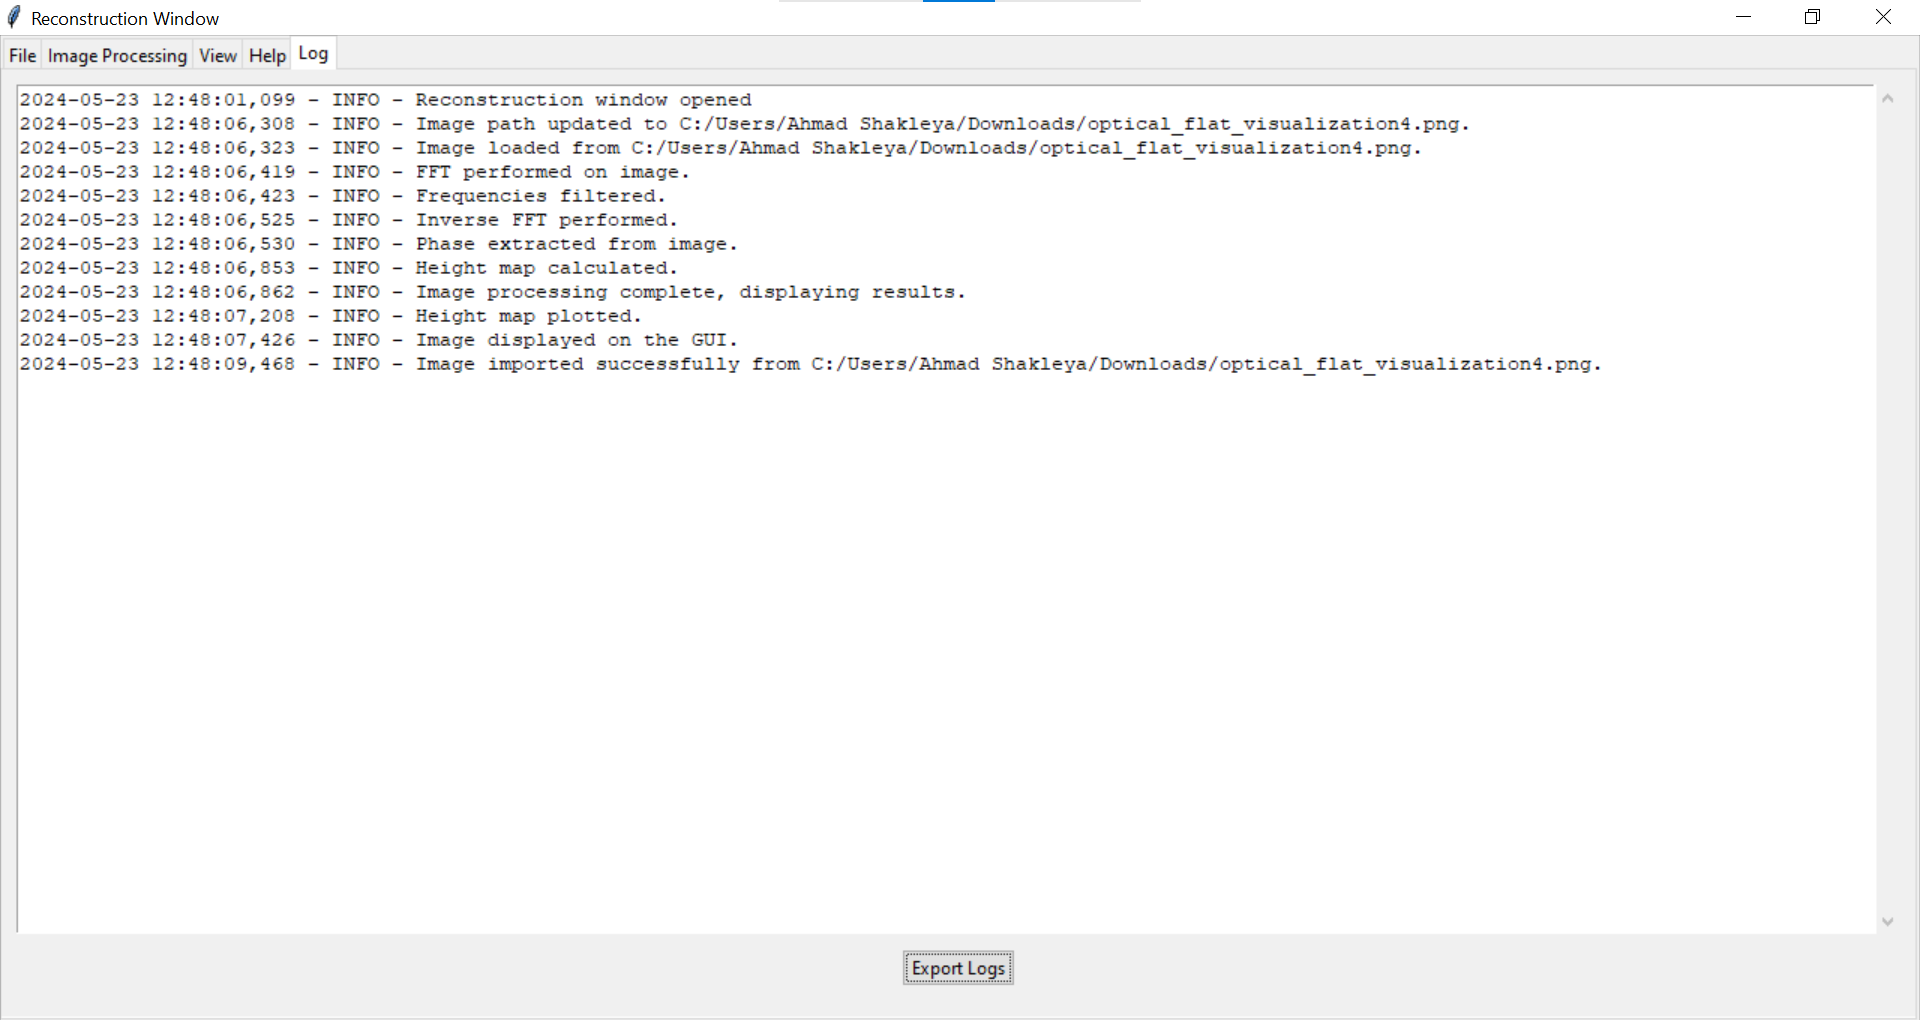 Reconstruction Window
File Image Processing View Help Log
2024-05-23 12:48:01,099 - INFO - Reconstruction window opened
2024-05-23 12:48:06,308 - INFO - Image path updated to C:/Users/Ahmad Shakleya/Downloads/optical_flat_visualization4.png.
2024-05-23 12:48:06,323 - INFO - Image loaded from C:/Users/Ahmad Shakleya/Downloads/optical_flat_visualization4.png.
2024-05-23 12:48:06,419 - INFO - FFT performed on image.
2024-05-23 12:48:06,423 - INFO - Frequencies filtered.
2024-05-23 12:48:06,525 - INFO - Inverse FFT performed.
2024-05-23 12:48:06,530 - INFO - Phase extracted from image.
2024-05-23 12:48:06,853 - INFO - Height map calculated.
2024-05-23 12:48:06,862 - INFO - Image processing complete, displaying results.
2024-05-23 12:48:07,208 - INFO - Height map plotted.
2024-05-23 12:48:07,426 - INFO - Image displayed on the GUI.
2024-05-23 12:48:09,468 - INFO - Image imported successfully from C:/Users/Ahmad Shakleya/Downloads/optical_flat_visualization4.png.
Export Logs